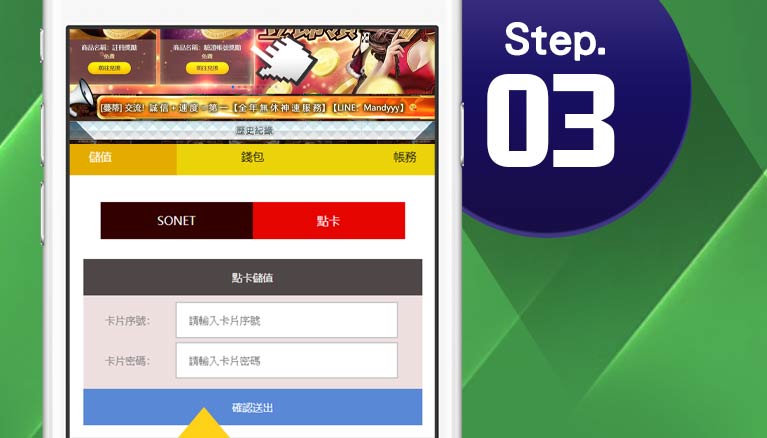 商品名稱: 註冊獎勵
免費
前往兌換
商品名稱: 驗證帳號獎勵
免費
前往兌換
[蔓蒂] 交流! 誠信 + 速度 = 第一【全年無休神速服務】【LINE: Mandyyy】
歷史紀錄
儲值 錢包 帳務
SONET 點卡
點卡儲值
卡片序號: 請輸入卡片序號
卡片密碼: 請輸入卡片密碼
確認送出
Step.
03